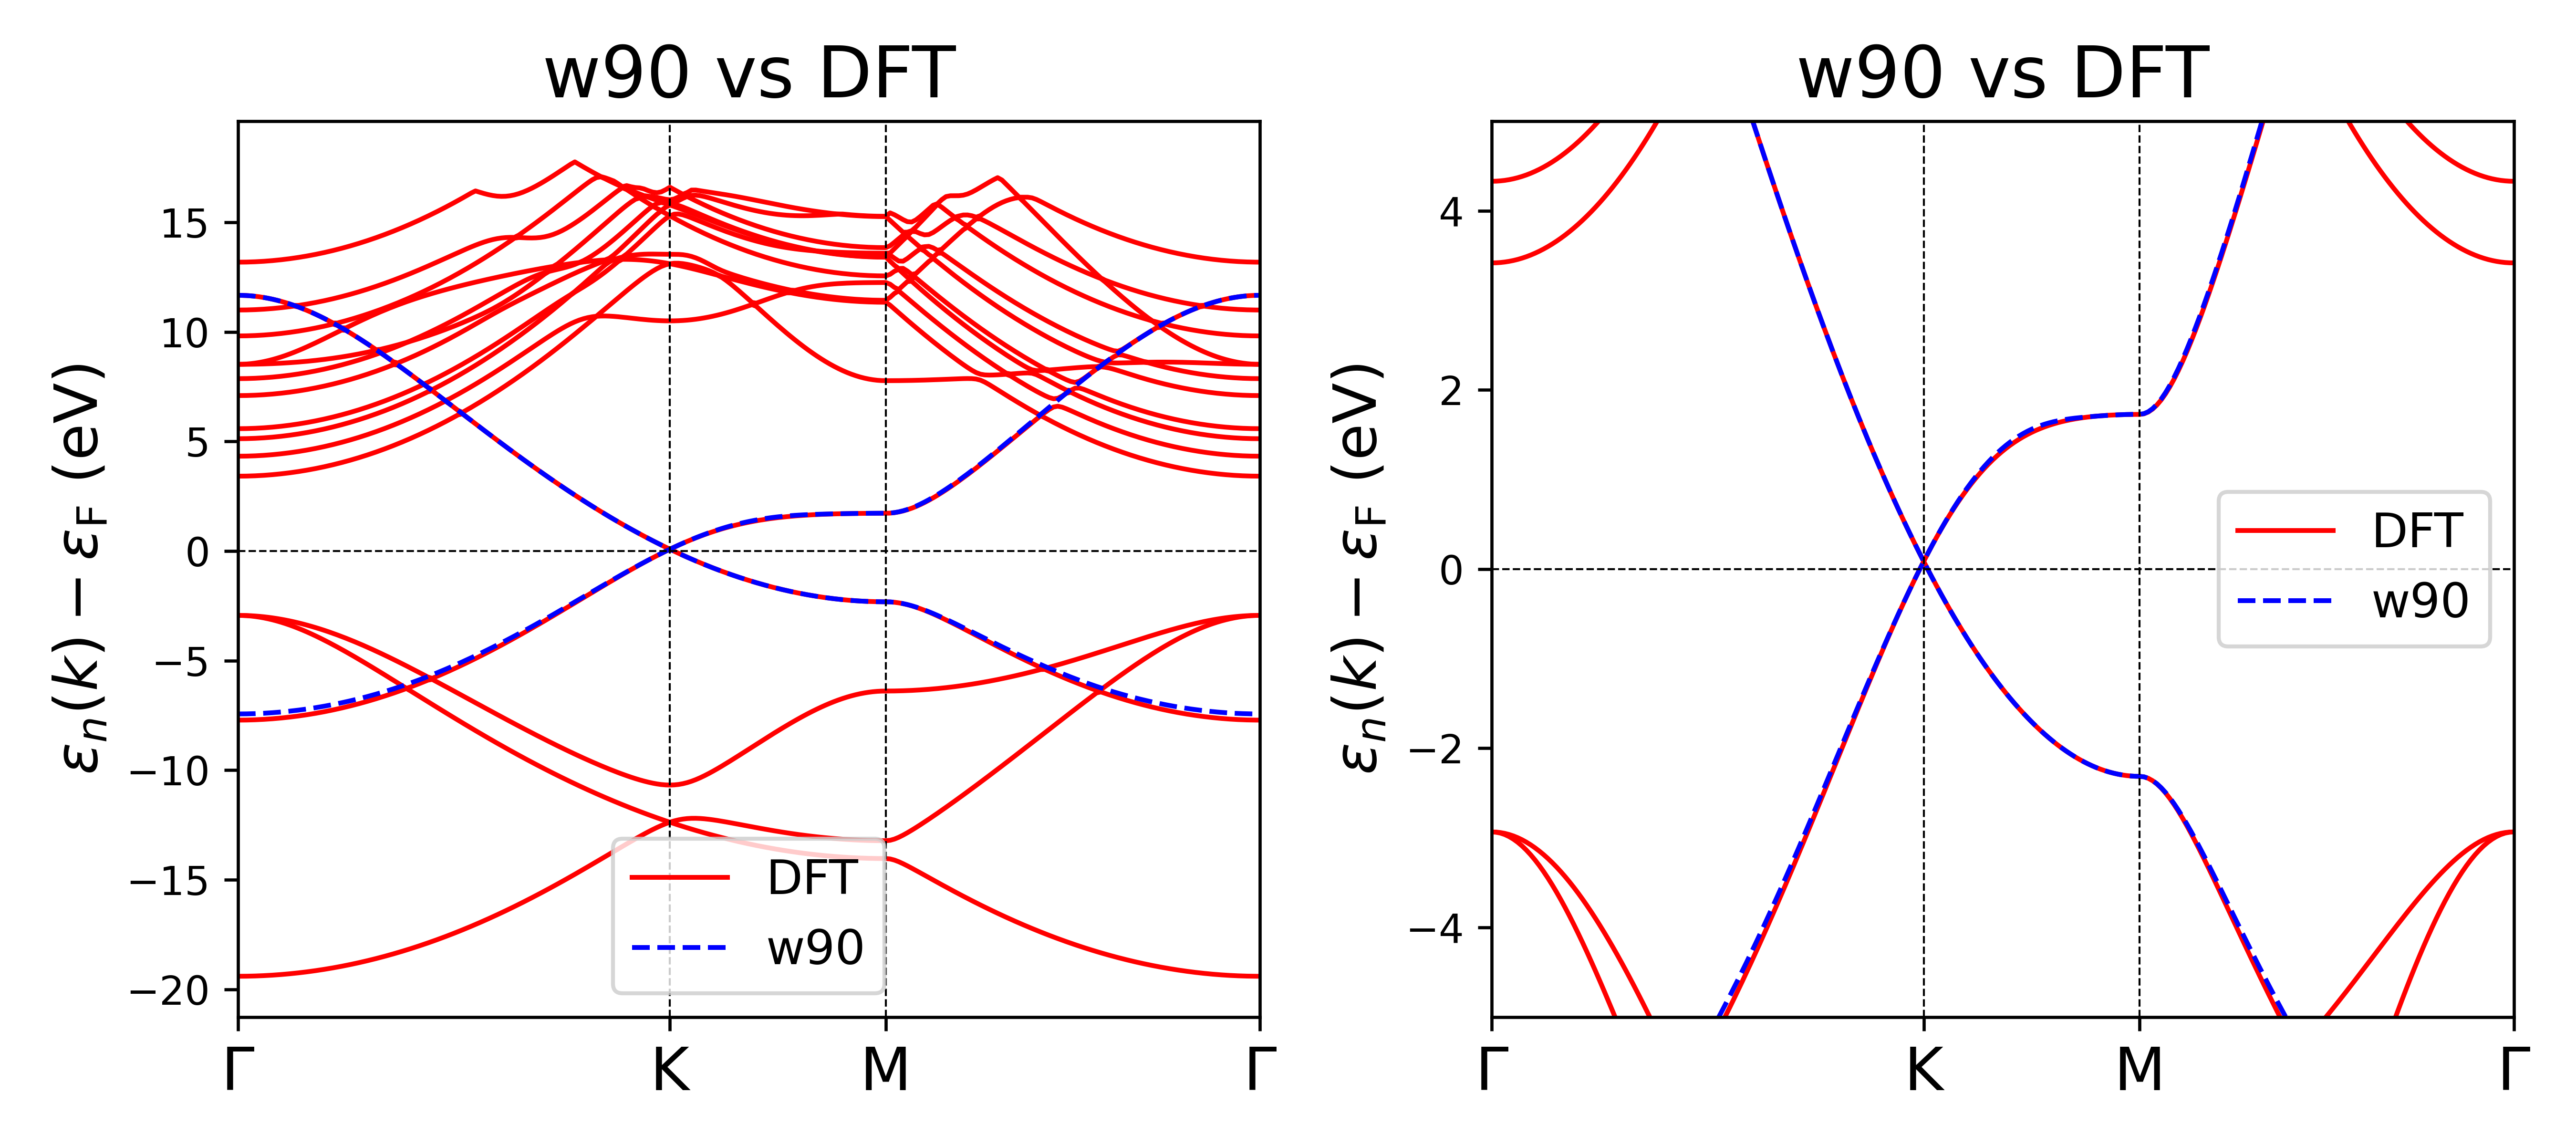 w90 vs DFT
εn(k) − εF (eV)
15
10
5
0
−5
−10
−15
−20
Γ K M Γ
DFT
w90
w90 vs DFT
εn(k) − εF (eV)
4
2
0
−2
−4
Γ K M Γ
DFT
w90